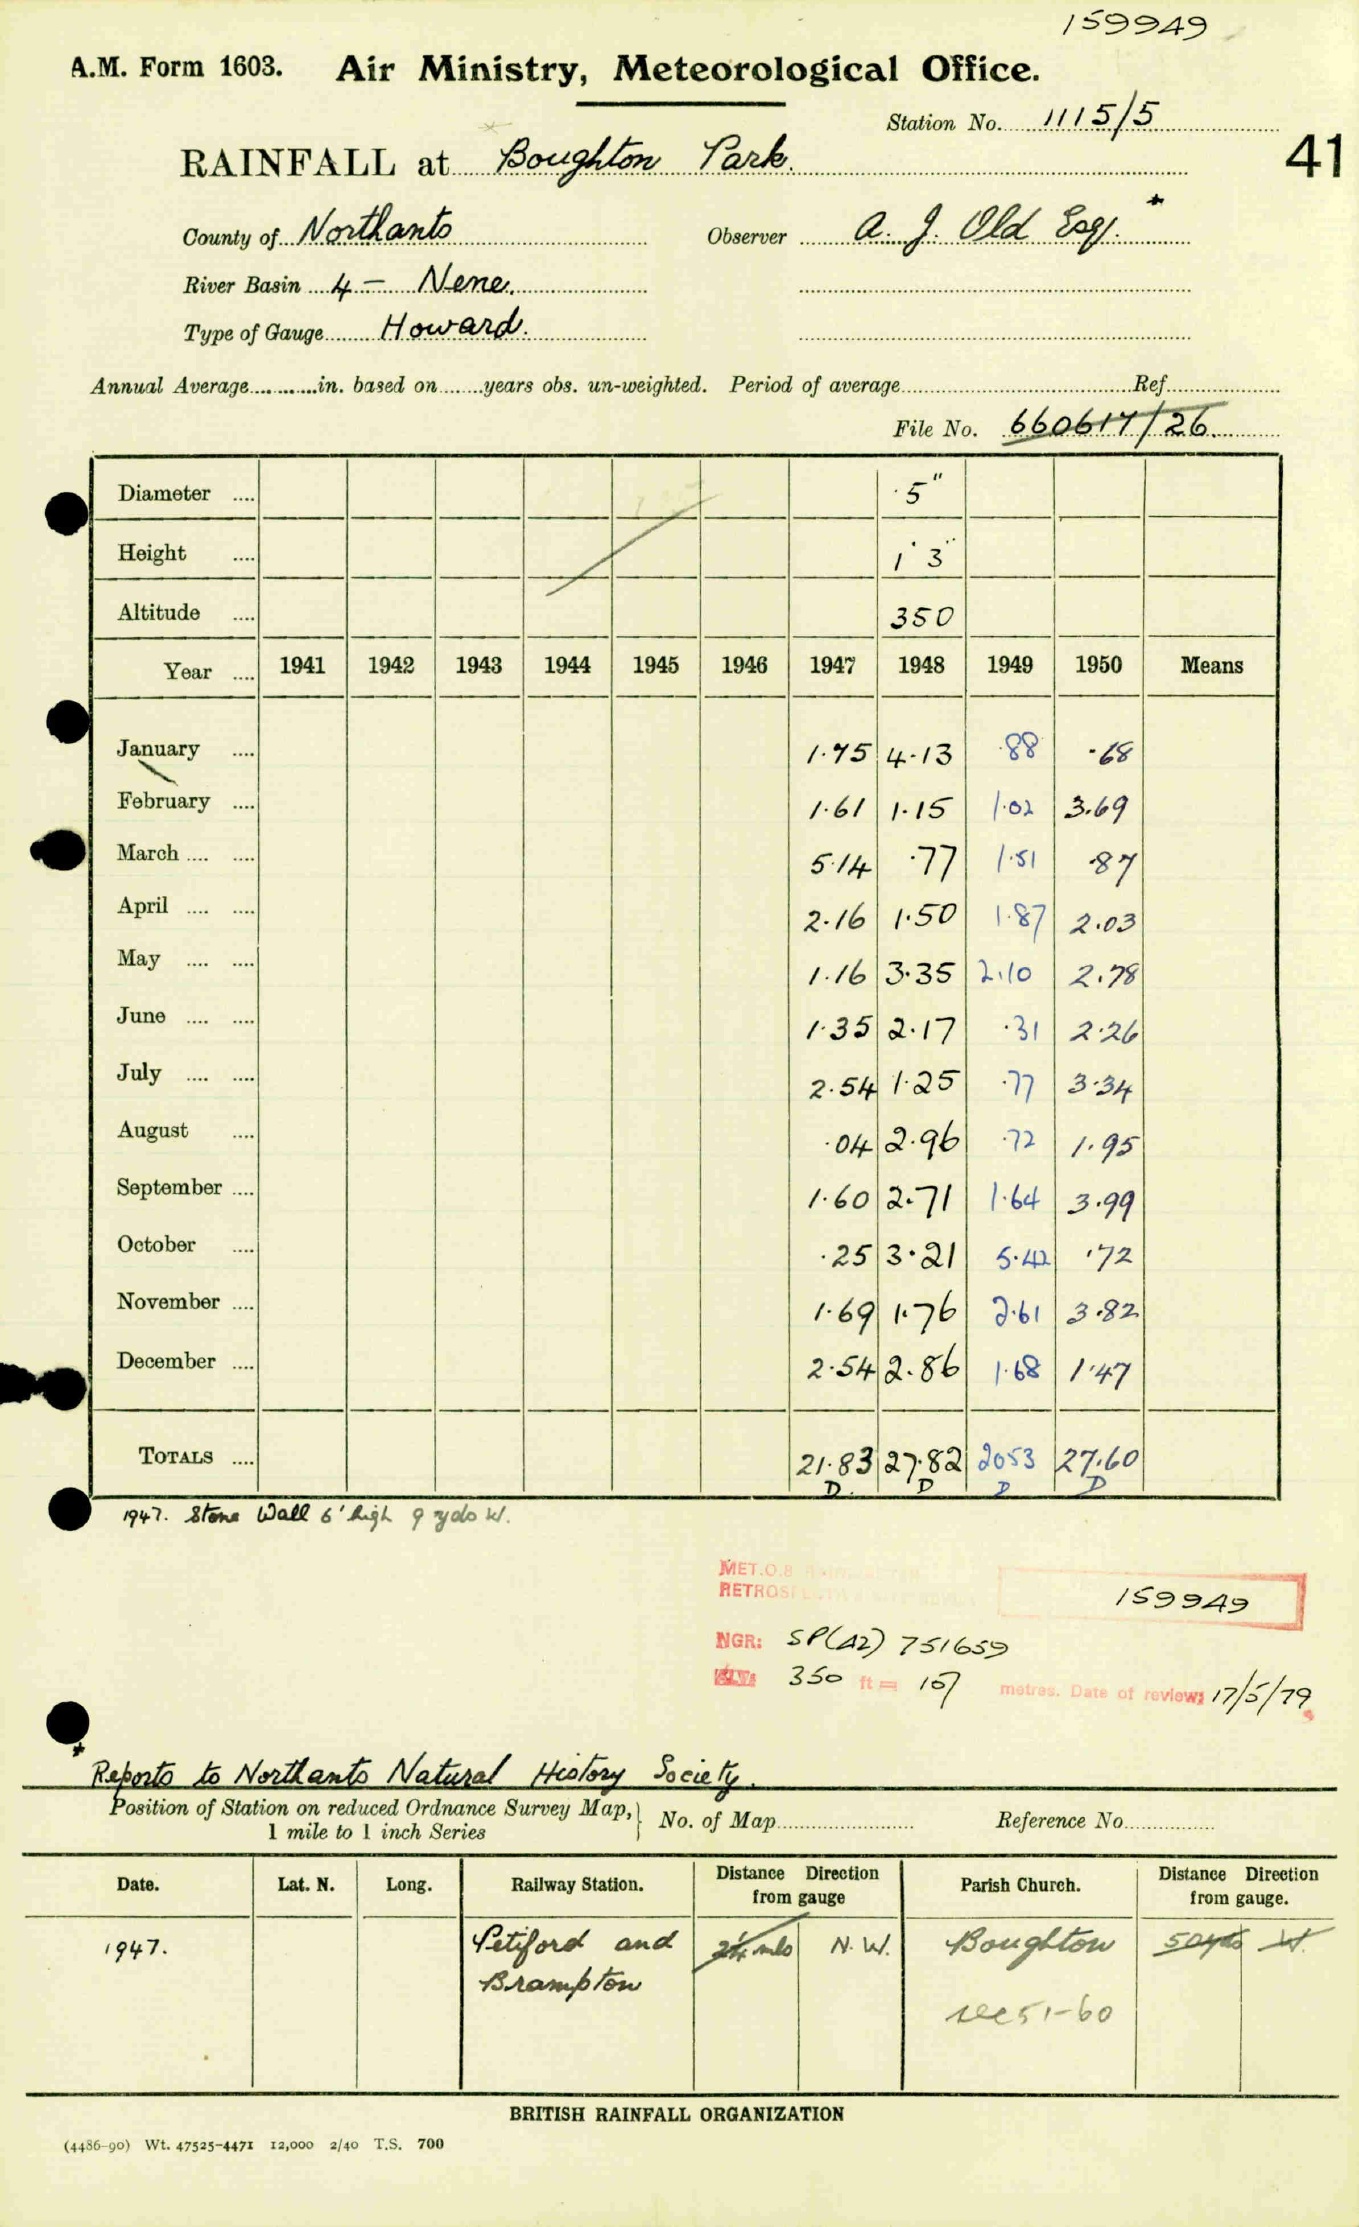 159949
A.M. Form 1603. Air Ministry, Meteorological Office.
Station No. 1115/5
41
RAINFALL at Boughton Park.
County of Northants Observer A. J. Old Esq. *
River Basin 4 - Nene.
Type of Gauge Howard.
Annual Average in. based on years obs. un-weighted. Period of average Ref
File No. 660617/26.
Diameter .... 5"
Height .... 1' 3"
Altitude .... 350
Year .... 1941 1942 1943 1944 1945 1946 1947 1948 1949 1950 Means
January .... 1.75 4.13 .88 .68
February .... 1.61 1.15 1.02 3.69
March .... .... 5.14 .77 1.51 .87
April .... .... 2.16 1.50 1.87 2.03
May .... .... 1.16 3.35 2.10 2.78
June .... .... 1.35 2.17 .31 2.26
July .... .... 2.54 1.25 .77 3.34
August .... .04 2.96 .72 1.95
September .... 1.60 2.71 1.64 3.99
October .... .25 3.21 5.42 .72
November .... 1.69 1.76 2.61 3.82
December .... 2.54 2.86 1.68 1.47
TOTALS .... 21.83 27.82 2053 27.60
D. D D D
1947. Stone Wall 6' high 9 yds W.
MET.O.8
RETROSPECTIVE
159949
NGR: SP(42) 751659
ALT: 350 ft = 107 metres. Date of review: 17/5/79
* Reports to Northants Natural History Society.
Position of Station on reduced Ordnance Survey Map, 1 mile to 1 inch Series } No. of Map Reference No.
Date. Lat. N. Long. Railway Station. Distance Direction from gauge Parish Church. Distance Direction from gauge.
1947. Pitsford and Brampton 2¼ mls N.W. Boughton 50yds W.
see 51-60
BRITISH RAINFALL ORGANIZATION
(4486-90) Wt. 47525-4471 12,000 2/40 T.S. 700